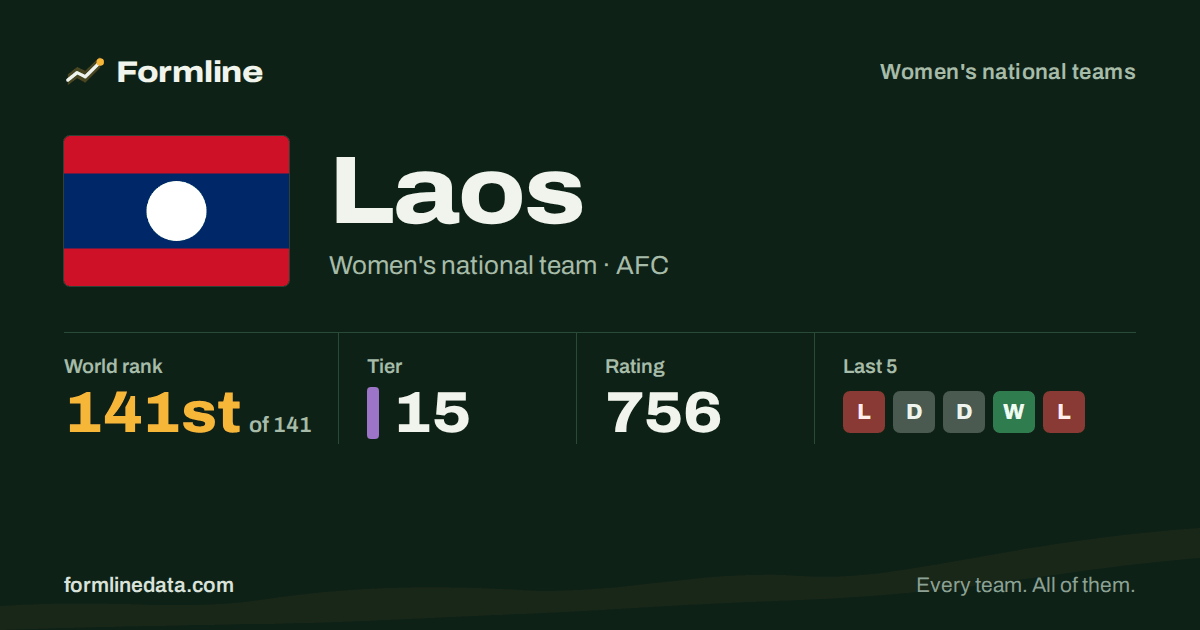 Formline
Women's national teams
Laos
Women's national team · AFC
World rank
141st of 141
Tier
15
Rating
756
Last 5
L D D W L
formlinedata.com
Every team. All of them.